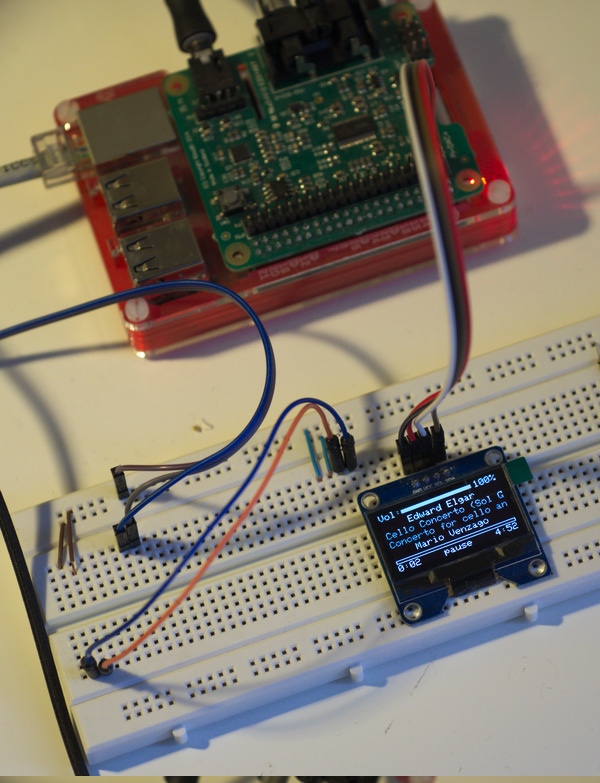 Vol: 100%
Edward Elgar
Cello Concerto (Sol G
Concerto for cello an
Mario Venzago
0:02 pause 4:52